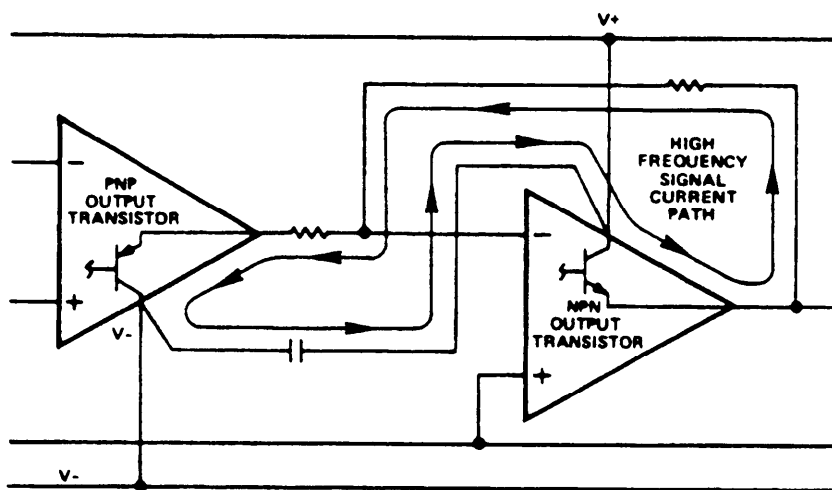 V+
HIGH
FREQUENCY
SIGNAL
CURRENT
PATH
−
PNP
OUTPUT
TRANSISTOR
+
V-
−
NPN
OUTPUT
TRANSISTOR
+
V-